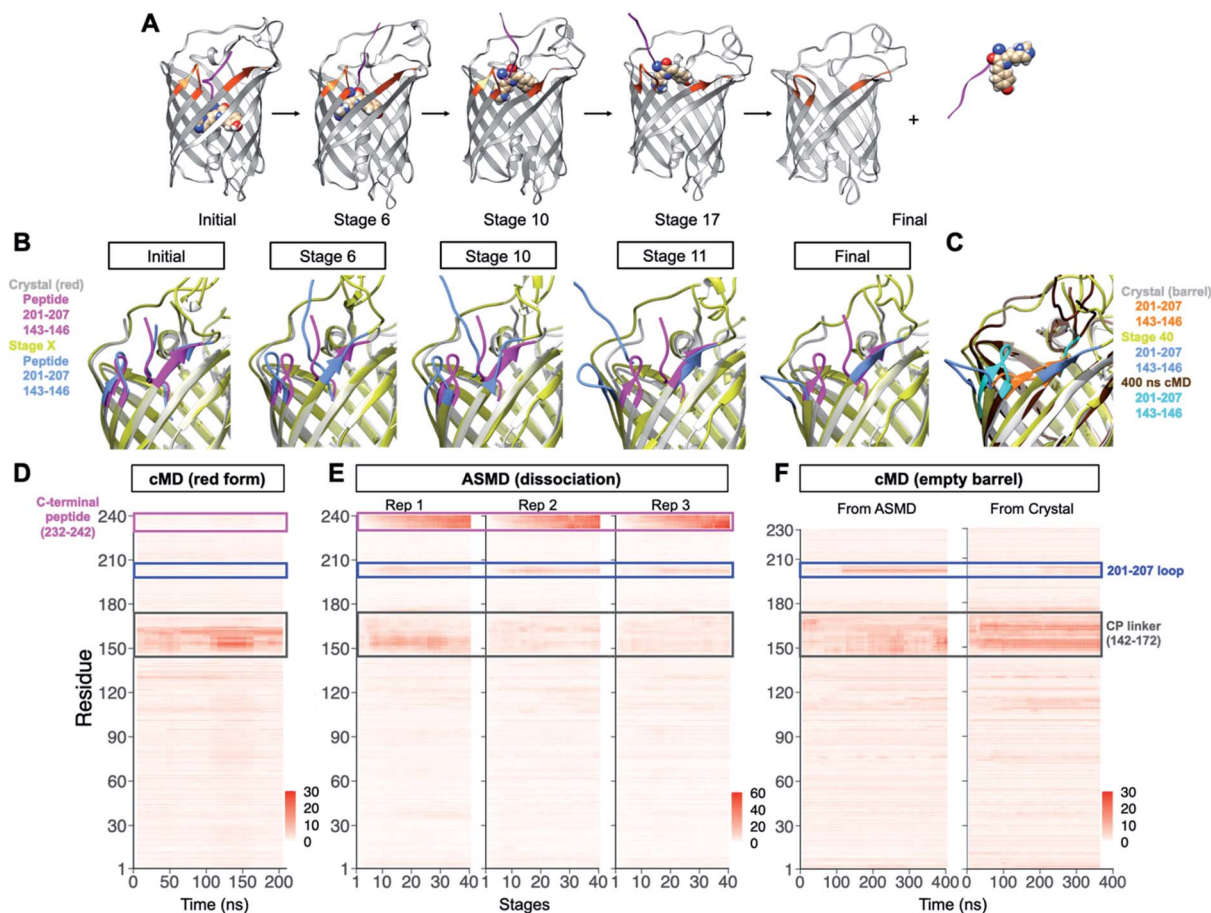 A
Initial
Stage 6
Stage 10
Stage 17
+
Final
B
Initial
Stage 6
Stage 10
Stage 11
Final
C
Crystal (red)
Peptide
201-207
143-146
Stage X
Peptide
201-207
143-146
Crystal (barrel)
201-207
143-146
Stage 40
201-207
143-146
400 ns cMD
201-207
143-146
D
cMD (red form)
C-terminal
peptide
(232-242)
240
210
180
150
120
90
60
30
1
Residue
0 50 100 150 200
Time (ns)
30
20
10
0
E
ASMD (dissociation)
Rep 1
Rep 2
Rep 3
240
210
180
150
120
90
60
30
1
1 10 20 30 40
1 10 20 30 40
1 10 20 30 40
Stages
60
40
20
0
F
cMD (empty barrel)
From ASMD
From Crystal
230
210
180
150
120
90
60
30
1
0 100 200 300 400
0 100 200 300 400
Time (ns)
30
20
10
0
201-207 loop
CP linker
(142-172)